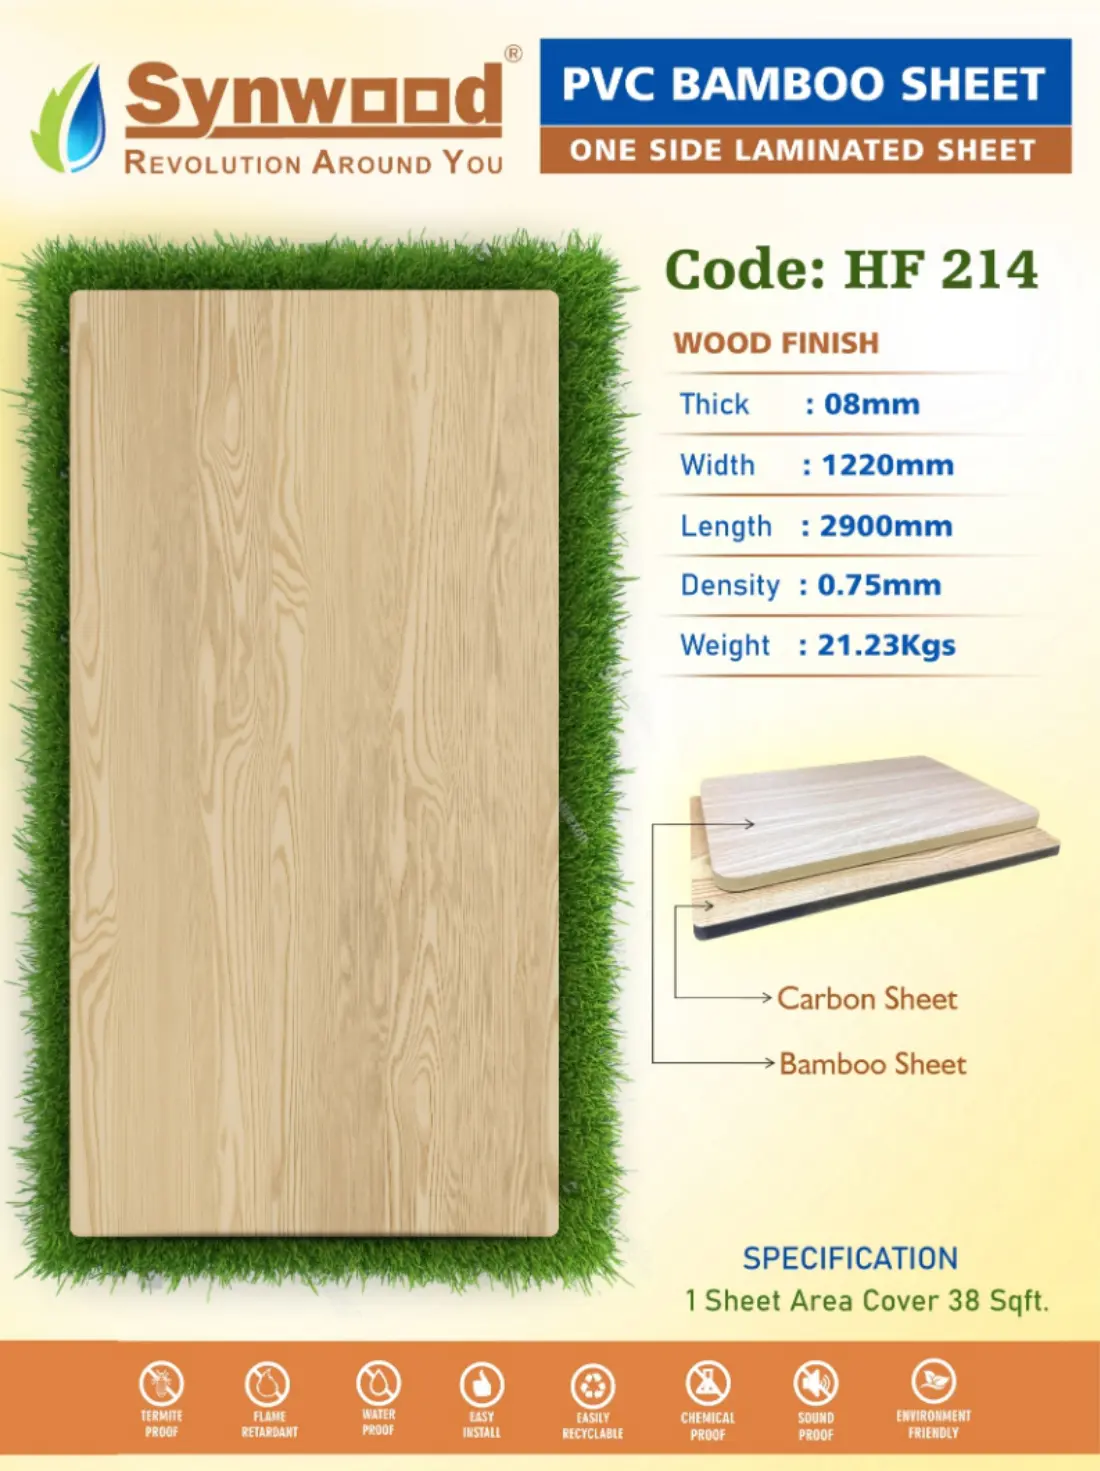 Synwood®
REVOLUTION AROUND YOU
PVC BAMBOO SHEET
ONE SIDE LAMINATED SHEET
Code: HF 214
WOOD FINISH
Thick : 08mm
Width : 1220mm
Length : 2900mm
Density : 0.75mm
Weight : 21.23Kgs
Carbon Sheet
Bamboo Sheet
SPECIFICATION
1 Sheet Area Cover 38 Sqft.
TERMITE PROOF
FLAME RETARDANT
WATER PROOF
EASY INSTALL
EASILY RECYCLABLE
CHEMICAL PROOF
SOUND PROOF
ENVIRONMENT FRIENDLY